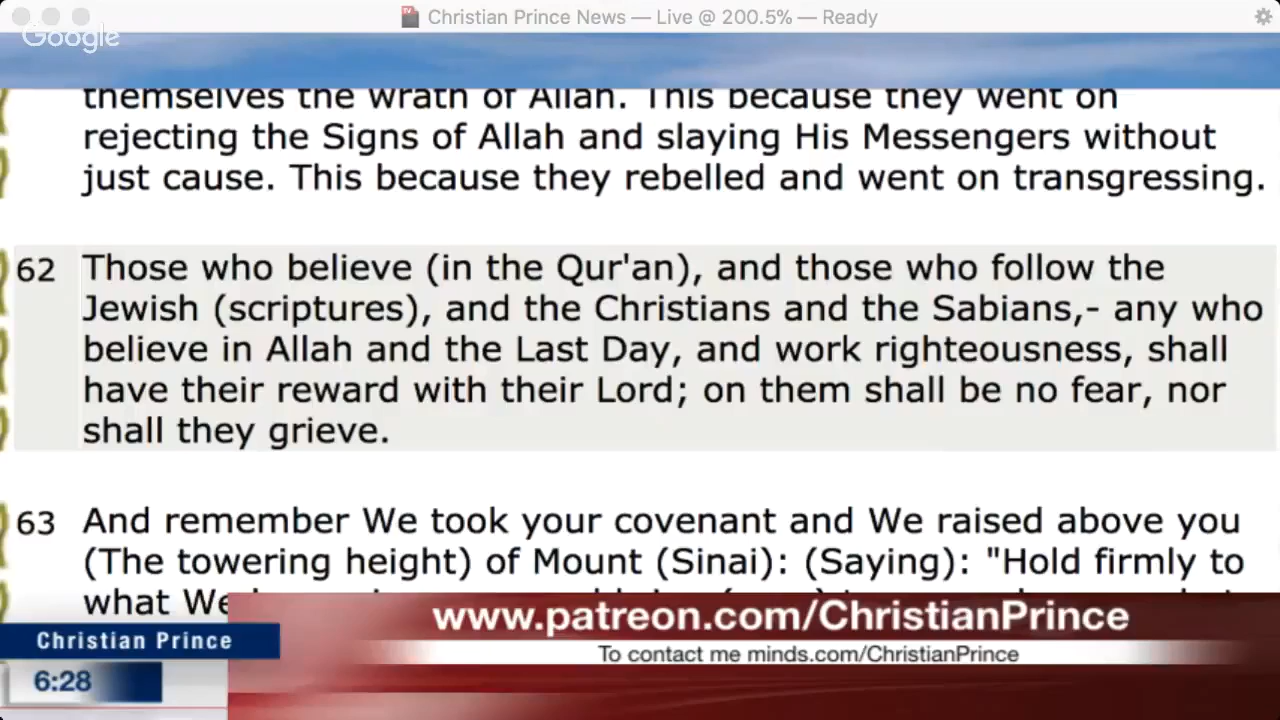 Christian Prince News — Live @ 200.5% — Ready
Google
themselves the wrath of Allah. This because they went on
rejecting the Signs of Allah and slaying His Messengers without
just cause. This because they rebelled and went on transgressing.
62 Those who believe (in the Qur'an), and those who follow the
Jewish (scriptures), and the Christians and the Sabians,- any who
believe in Allah and the Last Day, and work righteousness, shall
have their reward with their Lord; on them shall be no fear, nor
shall they grieve.
63 And remember We took your covenant and We raised above you
(The towering height) of Mount (Sinai): (Saying): "Hold firmly to
what We
www.patreon.com/ChristianPrince
Christian Prince
To contact me minds.com/ChristianPrince
6:28